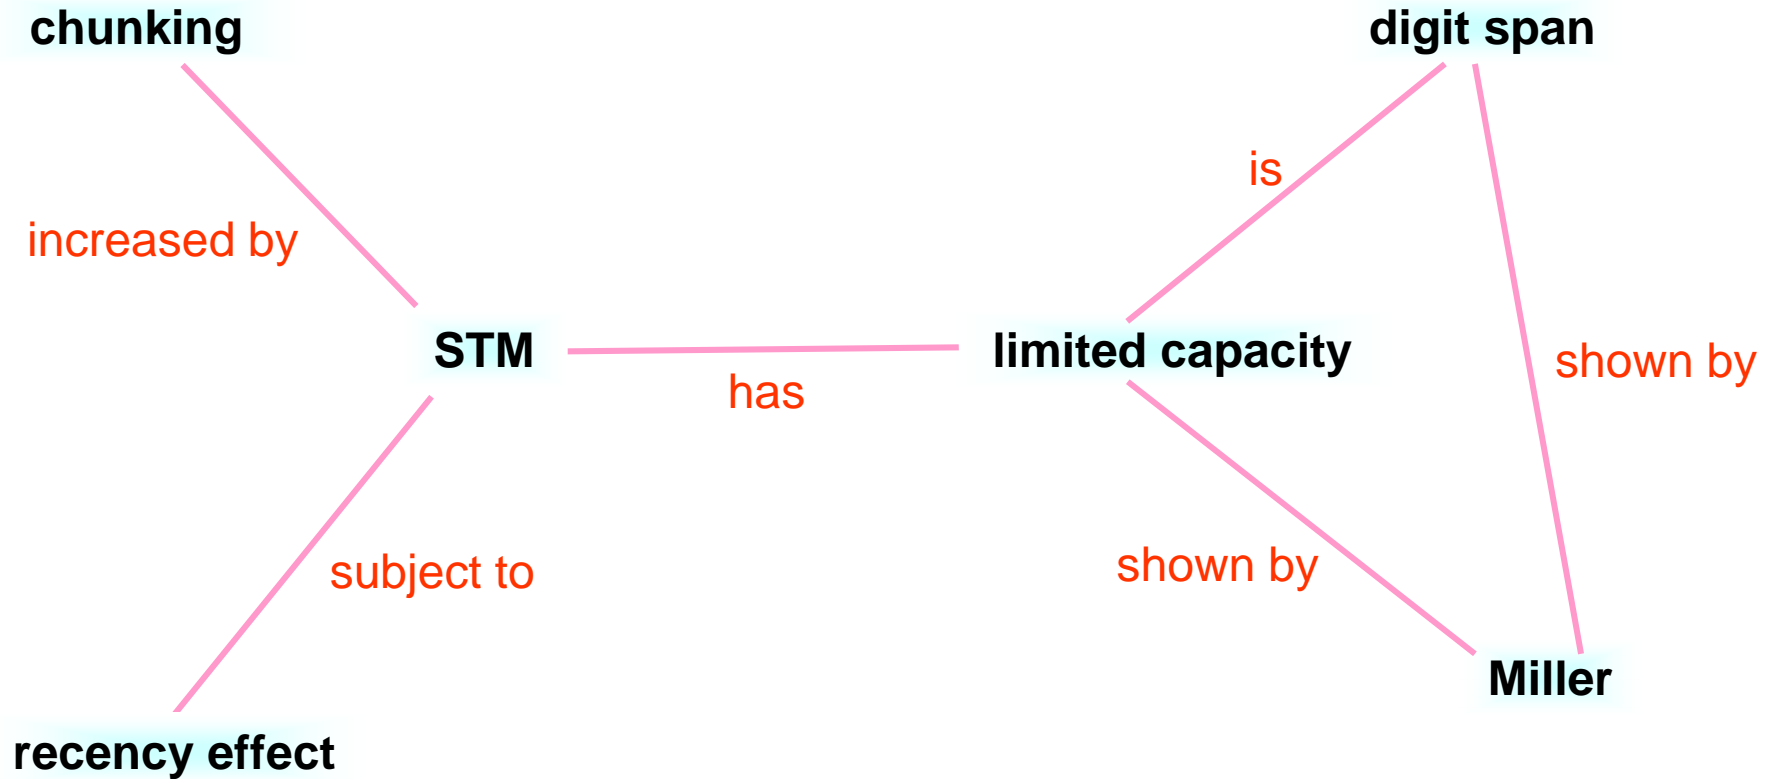 chunking
digit span
is
increased by
STM
limited capacity
shown by
has
subject to
shown by
Miller
recency effect